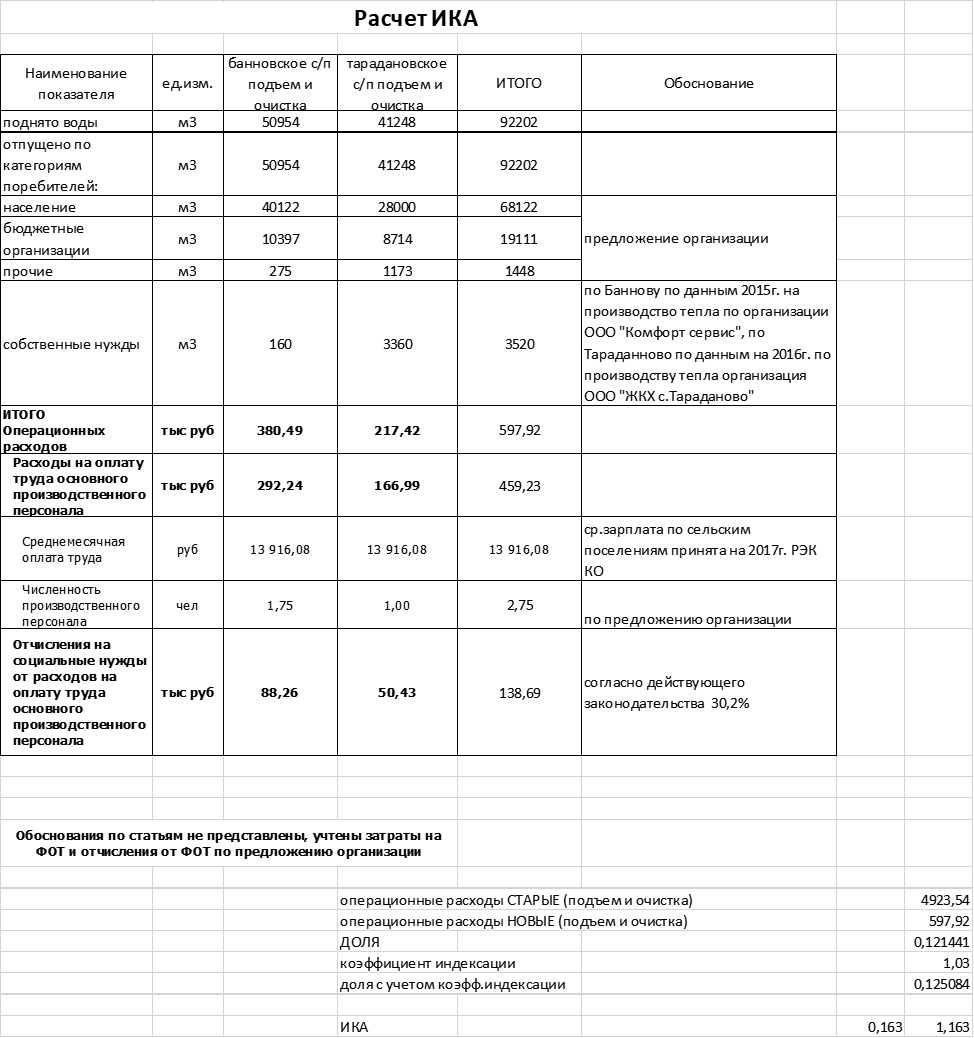 Расчет ИКА
Наименование показателя ед.изм. банновское с/п подъем и очистка тарадановское с/п подъем и очистка ИТОГО Обоснование
поднято воды м3 50954 41248 92202
отпущено по категориям поребителей: м3 50954 41248 92202
население м3 40122 28000 68122 предложение организации
бюджетные организации м3 10397 8714 19111
прочие м3 275 1173 1448
собственные нужды м3 160 3360 3520 по Баннову по данным 2015г. на производство тепла по организации ООО "Комфорт сервис", по Тараданново по данным на 2016г. по производству тепла организация ООО "ЖКХ с.Тараданово"
ИТОГО Операционных расходов тыс руб 380,49 217,42 597,92
Расходы на оплату труда основного производственного персонала тыс руб 292,24 166,99 459,23
Среднемесячная оплата труда руб 13 916,08 13 916,08 13 916,08 ср.зарплата по сельским поселениям принята на 2017г. РЭК КО
Численность производственного персонала чел 1,75 1,00 2,75 по предложению организации
Отчисления на социальные нужды от расходов на оплату труда основного производственного персонала тыс руб 88,26 50,43 138,69 согласно действующего законодательства 30,2%
Обоснования по статьям не представлены, учтены затраты на
ФОТ и отчисления от ФОТ по предложению организации
операционные расходы СТАРЫЕ (подъем и очистка) 4923,54
операционные расходы НОВЫЕ (подъем и очистка) 597,92
ДОЛЯ 0,121441
коэффициент индексации 1,03
доля с учетом коэфф.индексации 0,125084
ИКА 0,163 1,163